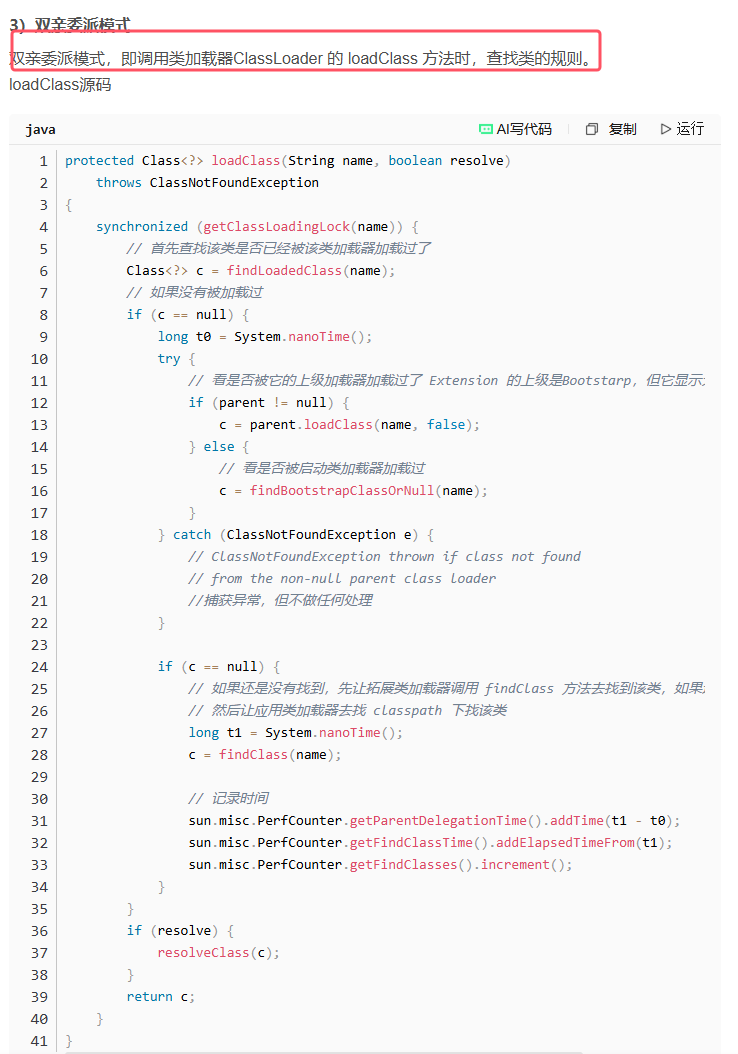 3）双亲委派模式
双亲委派模式，即调用类加载器ClassLoader 的 loadClass 方法时，查找类的规则。
loadClass源码
java AI写代码 复制 运行
1 protected Class<?> loadClass(String name, boolean resolve)
2 throws ClassNotFoundException
3 {
4 synchronized (getClassLoadingLock(name)) {
5 // 首先查找该类是否已经被该类加载器加载过了
6 Class<?> c = findLoadedClass(name);
7 // 如果没有被加载过
8 if (c == null) {
9 long t0 = System.nanoTime();
10 try {
11 // 看是否被它的上级加载器加载过了 Extension 的上级是Bootstarp，但它显示
12 if (parent != null) {
13 c = parent.loadClass(name, false);
14 } else {
15 // 看是否被启动类加载器加载过
16 c = findBootstrapClassOrNull(name);
17 }
18 } catch (ClassNotFoundException e) {
19 // ClassNotFoundException thrown if class not found
20 // from the non-null parent class loader
21 //捕获异常，但不做任何处理
22 }
23
24 if (c == null) {
25 // 如果还是没有找到，先让拓展类加载器调用 findClass 方法去找到该类，如果
26 // 然后让应用类加载器去找 classpath 下找该类
27 long t1 = System.nanoTime();
28 c = findClass(name);
29
30 // 记录时间
31 sun.misc.PerfCounter.getParentDelegationTime().addTime(t1 - t0);
32 sun.misc.PerfCounter.getFindClassTime().addElapsedTimeFrom(t1);
33 sun.misc.PerfCounter.getFindClasses().increment();
34 }
35 }
36 if (resolve) {
37 resolveClass(c);
38 }
39 return c;
40 }
41 }